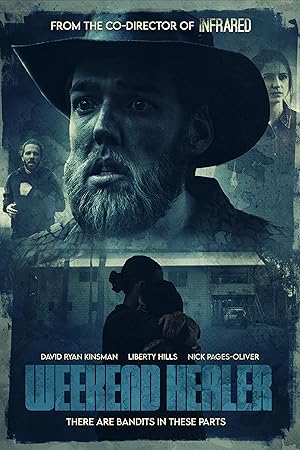 FROM THE CO-DIRECTOR OF INFRARED
DAVID RYAN KINSMAN LIBERTY HILLS NICK PAGES-OLIVER
WEEKEND HEALER
THERE ARE BANDITS IN THESE PARTS